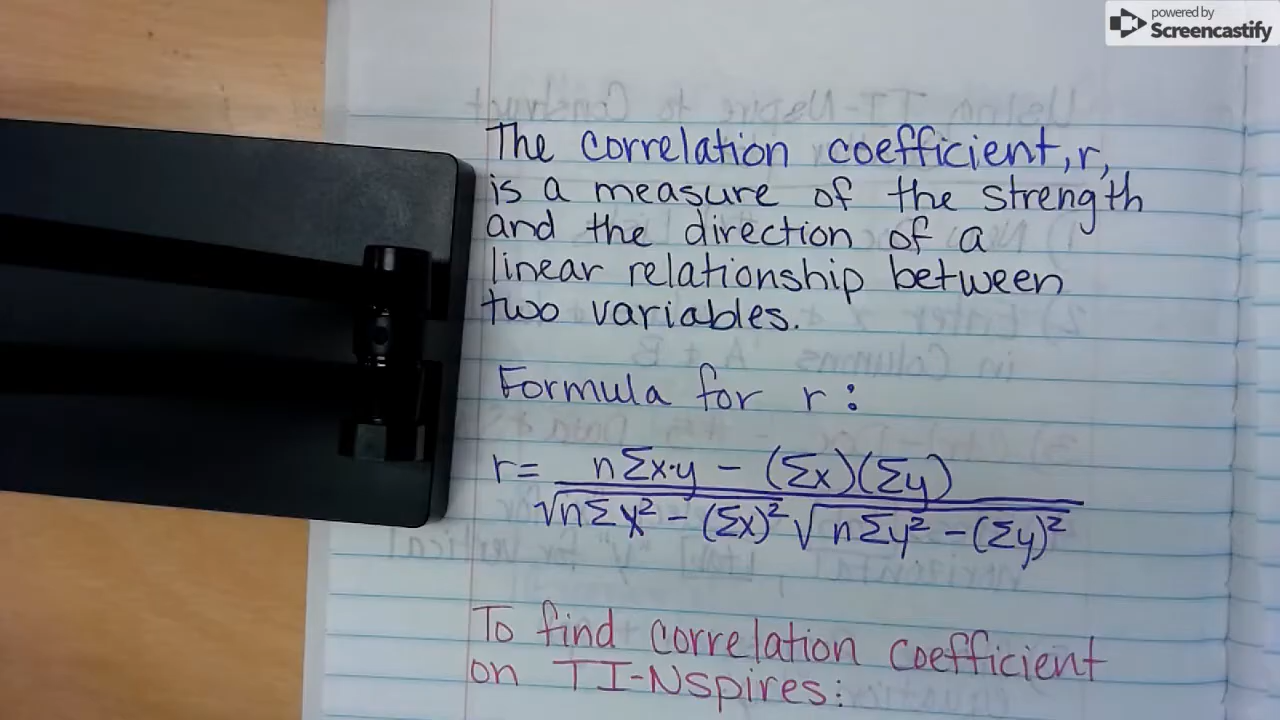 powered by
Screencastify
The correlation coefficient, r,
is a measure of the strength
and the direction of a
linear relationship between
two variables.
Formula for r:
r= nΣx·y - (Σx)(Σy)
√nΣx² - (Σx)² √nΣy² - (Σy)²
To find correlation coefficient
on TI-Nspires: